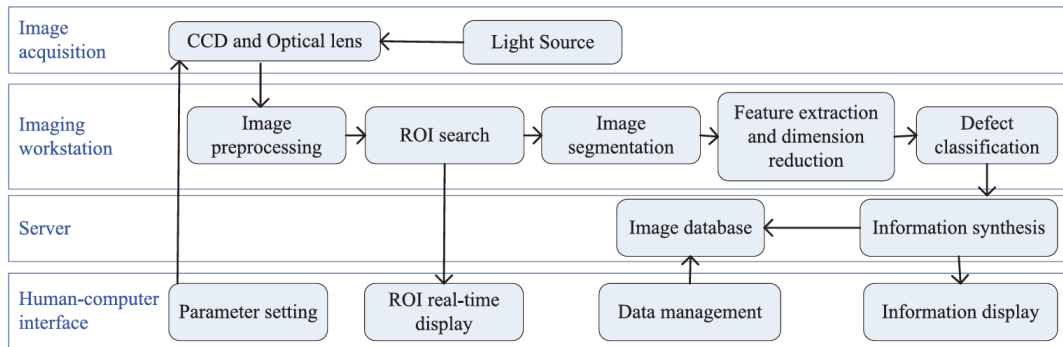 Image
acquisition
CCD and Optical lens
Light Source
Imaging
workstation
Image
preprocessing
ROI search
Image
segmentation
Feature extraction
and dimension
reduction
Defect
classification
Server
Image database
Information synthesis
Human-computer
interface
Parameter setting
ROI real-time
display
Data management
Information display